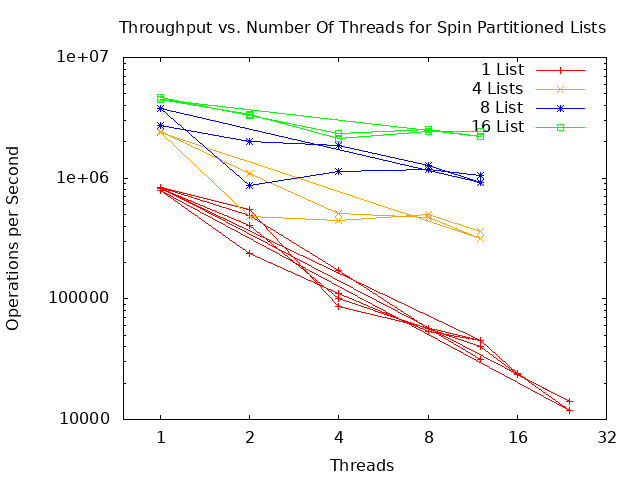 Throughput vs. Number Of Threads for Spin Partitioned Lists
1e+07
1e+06
100000
10000
Operations per Second
1 List
4 Lists
8 List
16 List
1 2 4 8 16 32
Threads